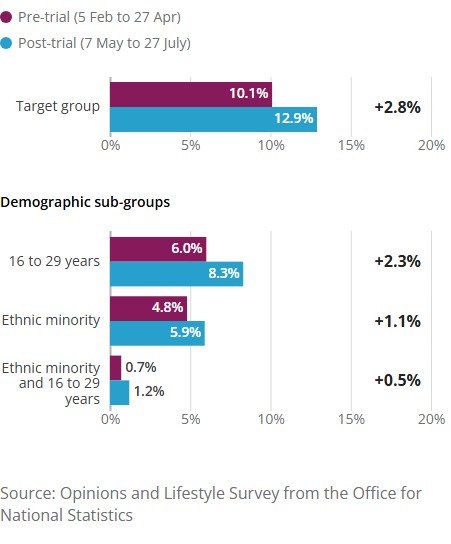 Pre-trial (5 Feb to 27 Apr)
Post-trial (7 May to 27 July)
Target group
10.1%
12.9%
+2.8%
0% 5% 10% 15% 20%
Demographic sub-groups
16 to 29 years
6.0%
8.3%
+2.3%
Ethnic minority
4.8%
5.9%
+1.1%
Ethnic minority
and 16 to 29
years
0.7%
1.2%
+0.5%
0% 5% 10% 15% 20%
Source: Opinions and Lifestyle Survey from the Office for
National Statistics